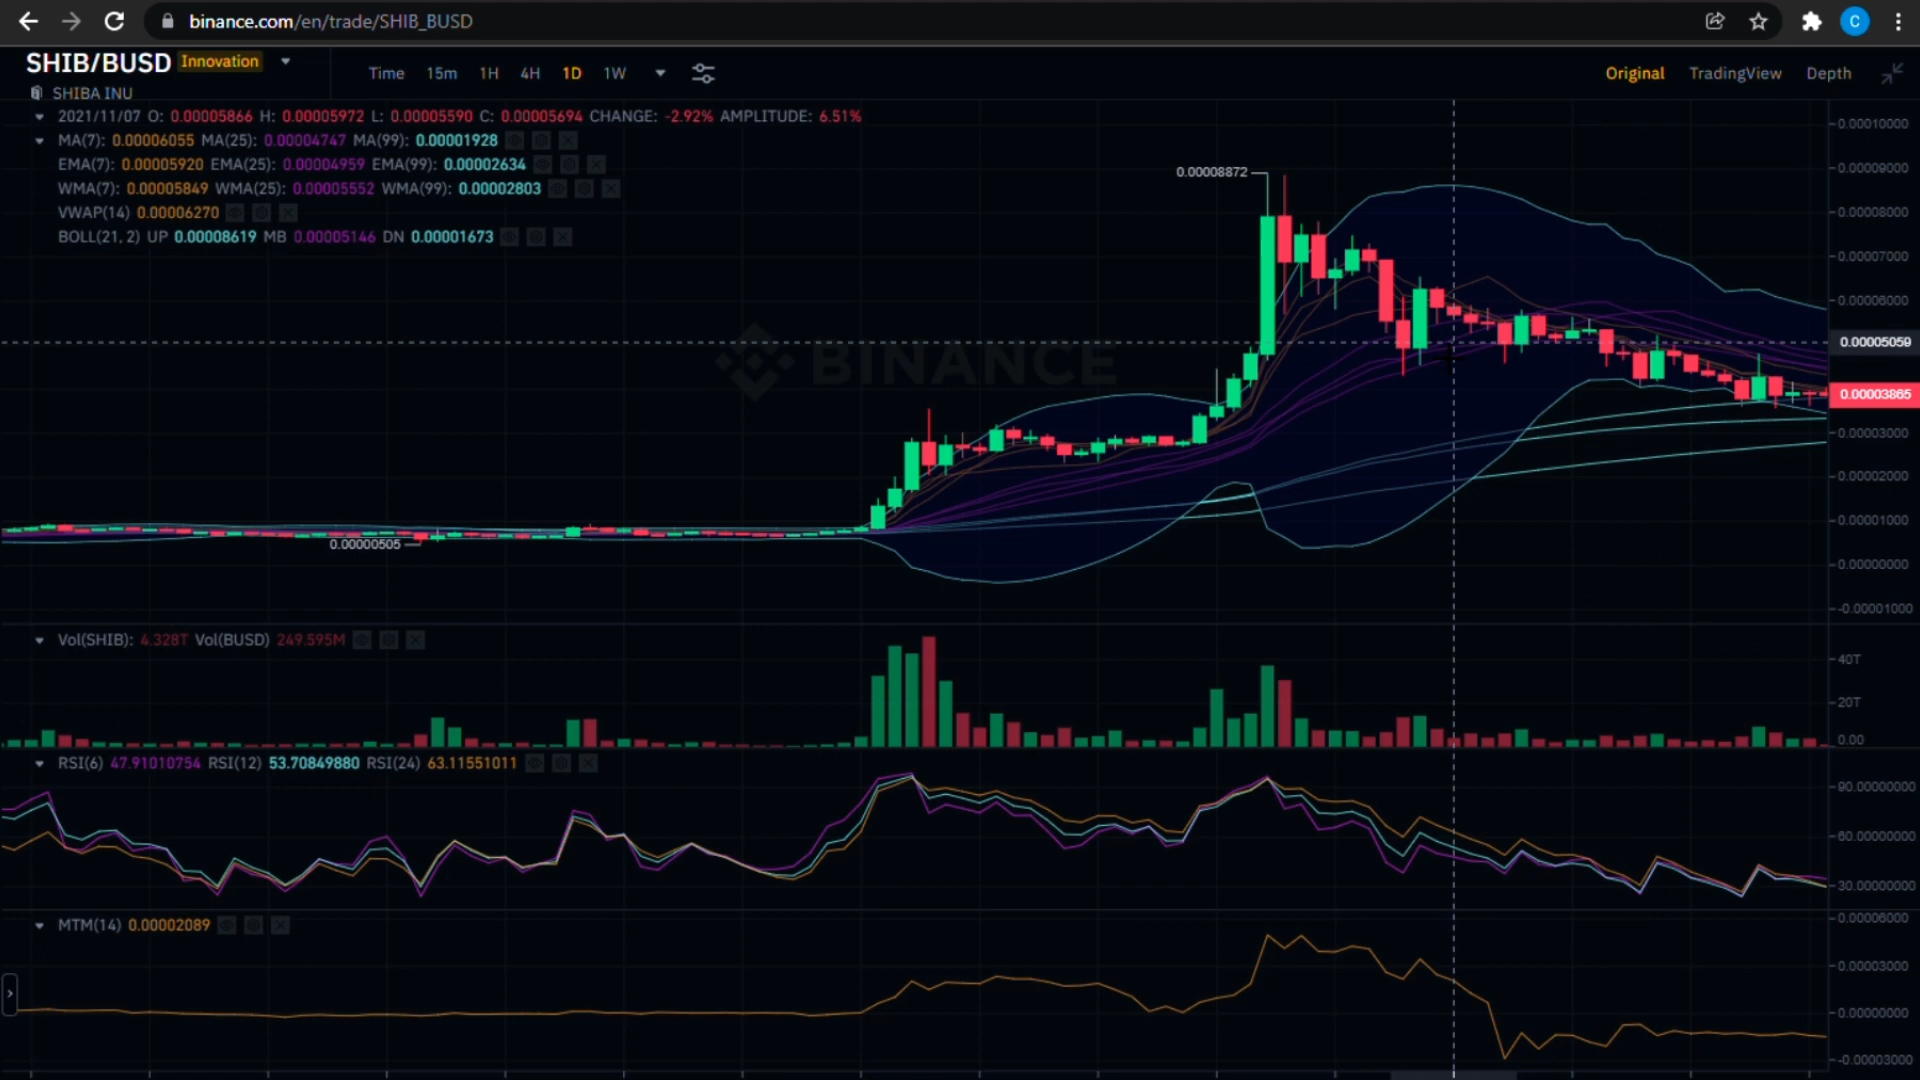 binance.com/en/trade/SHIB_BUSD
C
SHIB/BUSD Innovation
SHIBA INU
Time 15m 1H 4H 1D 1W
Original TradingView Depth
2021/11/07 O: 0.00005866 H: 0.00005972 L: 0.00005590 C: 0.00005694 CHANGE: -2.92% AMPLITUDE: 6.51%
MA(7): 0.00006055 MA(25): 0.00004747 MA(99): 0.00001928
EMA(7): 0.00005920 EMA(25): 0.00004959 EMA(99): 0.00002634
WMA(7): 0.00005849 WMA(25): 0.00005552 WMA(99): 0.00002803
VWAP(14) 0.00006270
BOLL(21, 2) UP 0.00008619 MB 0.00005146 DN 0.00001673
0.00008872
0.00000505
BINANCE
0.00010000
0.00009000
0.00008000
0.00007000
0.00006000
0.00005059
0.00003865
0.00003000
0.00002000
0.00001000
0.00000000
-0.00001000
Vol(SHIB): 4.328T Vol(BUSD) 249.595M
40T
20T
0.00
RSI(6) 47.91010754 RSI(12) 53.70849880 RSI(24) 63.11551011
90.00000000
60.00000000
30.00000000
MTM(14) 0.00002089
0.00006000
0.00003000
0.00000000
-0.00003000